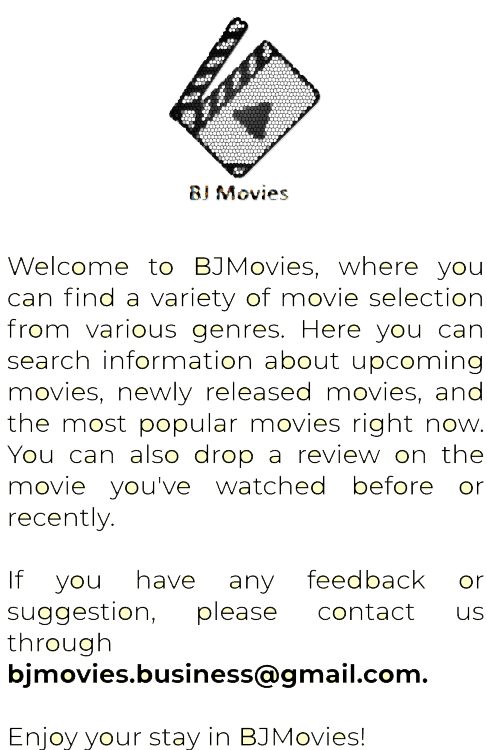 BJ Movies
Welcome to BJMovies, where you
can find a variety of movie selection
from various genres. Here you can
search information about upcoming
movies, newly released movies, and
the most popular movies right now.
You can also drop a review on the
movie you've watched before or
recently.
If you have any feedback or
suggestion, please contact us
through
bjmovies.business@gmail.com.
Enjoy your stay in BJMovies!